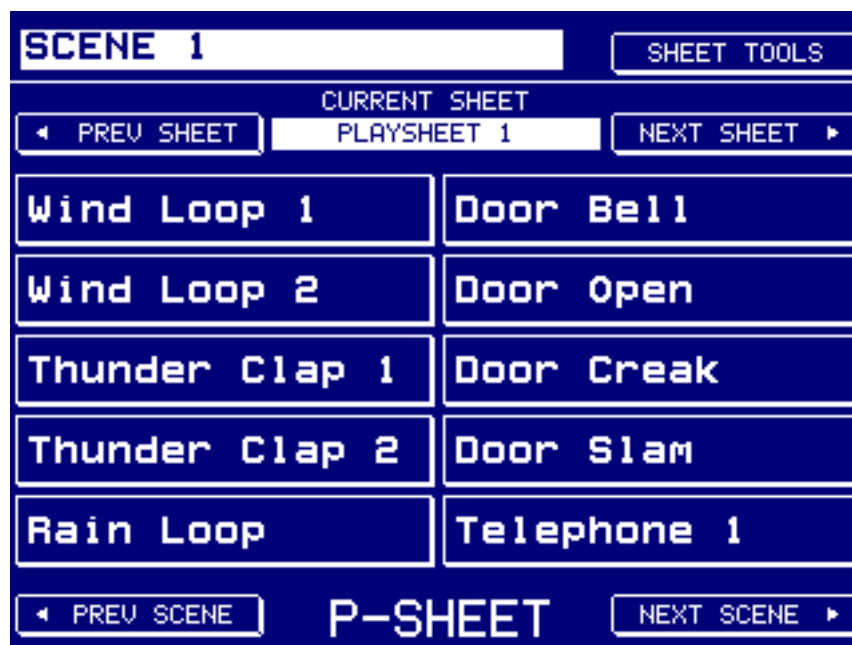 SCENE 1
SHEET TOOLS
CURRENT SHEET
◄ PREV SHEET
PLAYSHEET 1
NEXT SHEET ►
Wind Loop 1
Door Bell
Wind Loop 2
Door Open
Thunder Clap 1
Door Creak
Thunder Clap 2
Door Slam
Rain Loop
Telephone 1
◄ PREV SCENE
P-SHEET
NEXT SCENE ►